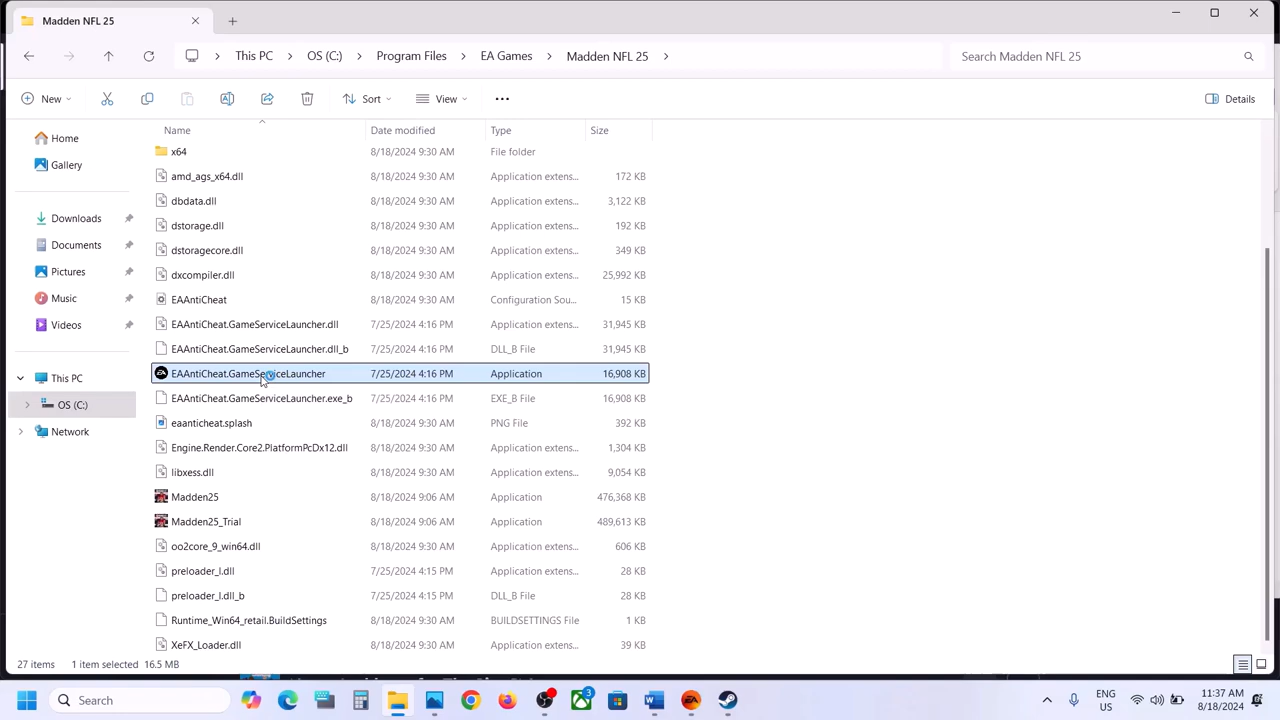 Madden NFL 25
This PC > OS (C:) > Program Files > EA Games > Madden NFL 25 >
Search Madden NFL 25
New
Sort
View
Details
Name Date modified Type Size
Home
Gallery
Downloads
Documents
Pictures
Music
Videos
This PC
OS (C:)
Network
x64 8/18/2024 9:30 AM File folder
amd_ags_x64.dll 8/18/2024 9:30 AM Application extens... 172 KB
dbdata.dll 8/18/2024 9:30 AM Application extens... 3,122 KB
dstorage.dll 8/18/2024 9:30 AM Application extens... 192 KB
dstoragecore.dll 8/18/2024 9:30 AM Application extens... 349 KB
dxcompiler.dll 8/18/2024 9:30 AM Application extens... 25,992 KB
EAAntiCheat 8/18/2024 9:30 AM Configuration Sou... 15 KB
EAAntiCheat.GameServiceLauncher.dll 7/25/2024 4:16 PM Application extens... 31,945 KB
EAAntiCheat.GameServiceLauncher.dll_b 7/25/2024 4:16 PM DLL_B File 31,945 KB
EAAntiCheat.GameServiceLauncher 7/25/2024 4:16 PM Application 16,908 KB
EAAntiCheat.GameServiceLauncher.exe_b 7/25/2024 4:16 PM EXE_B File 16,908 KB
eaanticheat.splash 8/18/2024 9:30 AM PNG File 392 KB
Engine.Render.Core2.PlatformPcDx12.dll 8/18/2024 9:30 AM Application extens... 1,304 KB
libxess.dll 8/18/2024 9:30 AM Application extens... 9,054 KB
Madden25 8/18/2024 9:06 AM Application 476,368 KB
Madden25_Trial 8/18/2024 9:06 AM Application 489,613 KB
oo2core_9_win64.dll 8/18/2024 9:30 AM Application extens... 606 KB
preloader_l.dll 7/25/2024 4:15 PM Application extens... 28 KB
preloader_l.dll_b 7/25/2024 4:15 PM DLL_B File 28 KB
Runtime_Win64_retail.BuildSettings 8/18/2024 9:30 AM BUILDSETTINGS File 1 KB
XeFX_Loader.dll 8/18/2024 9:30 AM Application extens... 39 KB
27 items 1 item selected 16.5 MB
Search
3
ENG
US
11:37 AM
8/18/2024